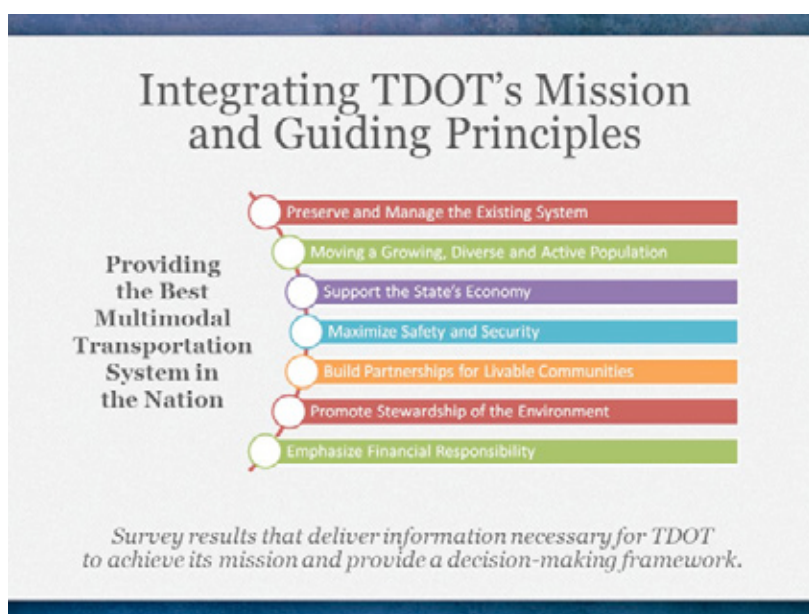 Integrating TDOT's Mission
and Guiding Principles
Providing
the Best
Multimodal
Transportation
System in
the Nation
Preserve and Manage the Existing System
Moving a Growing, Diverse and Active Population
Support the State's Economy
Maximize Safety and Security
Build Partnerships for Livable Communities
Promote Stewardship of the Environment
Emphasize Financial Responsibility
Survey results that deliver information necessary for TDOT
to achieve its mission and provide a decision-making framework.